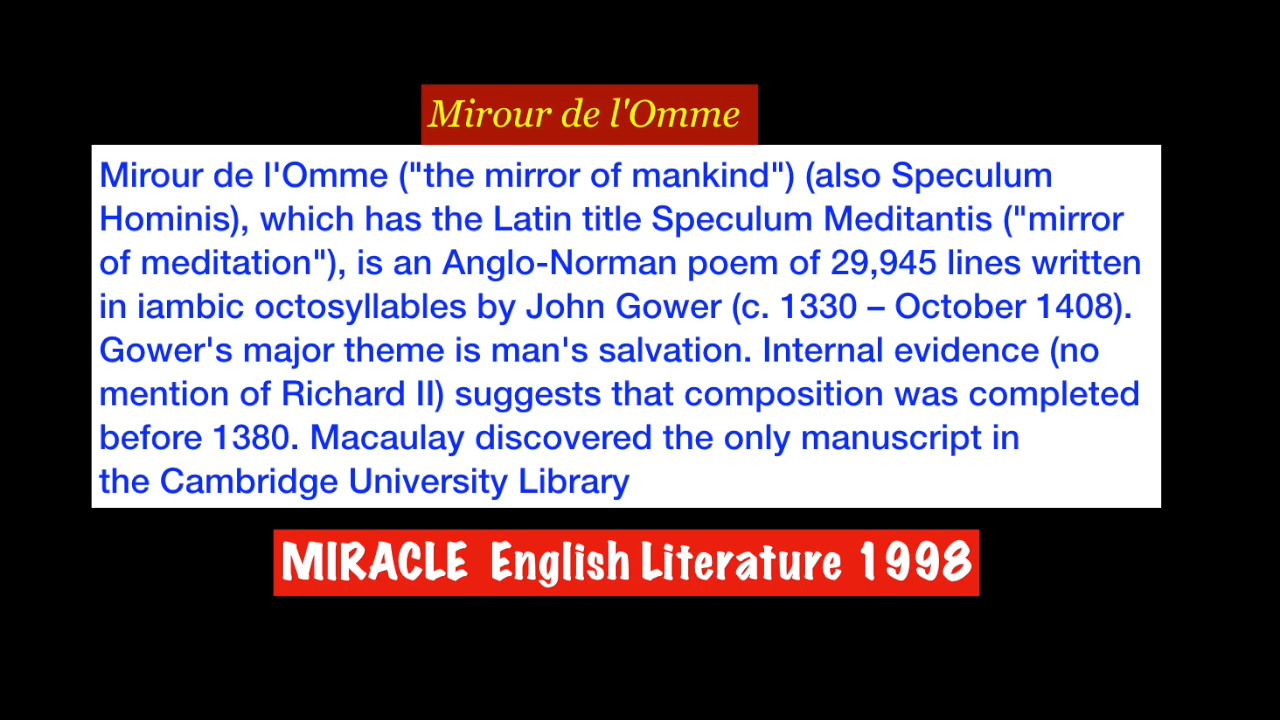 Mirour de l'Omme
Mirour de l'Omme ("the mirror of mankind") (also Speculum
Hominis), which has the Latin title Speculum Meditantis ("mirror
of meditation"), is an Anglo-Norman poem of 29,945 lines written
in iambic octosyllables by John Gower (c. 1330 – October 1408).
Gower's major theme is man's salvation. Internal evidence (no
mention of Richard II) suggests that composition was completed
before 1380. Macaulay discovered the only manuscript in
the Cambridge University Library
MIRACLE English Literature 1998